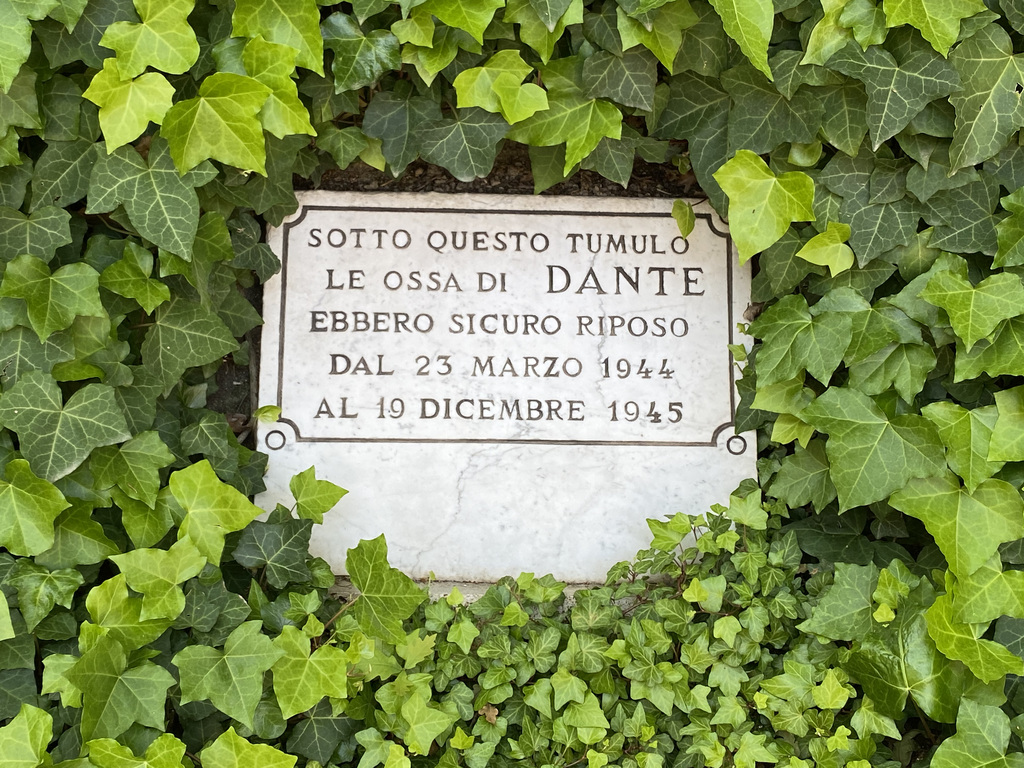 SOTTO QUESTO TUMULO
LE OSSA DI DANTE
EBBERO SICURO RIPOSO
DAL 23 MARZO 1944
AL 19 DICEMBRE 1945